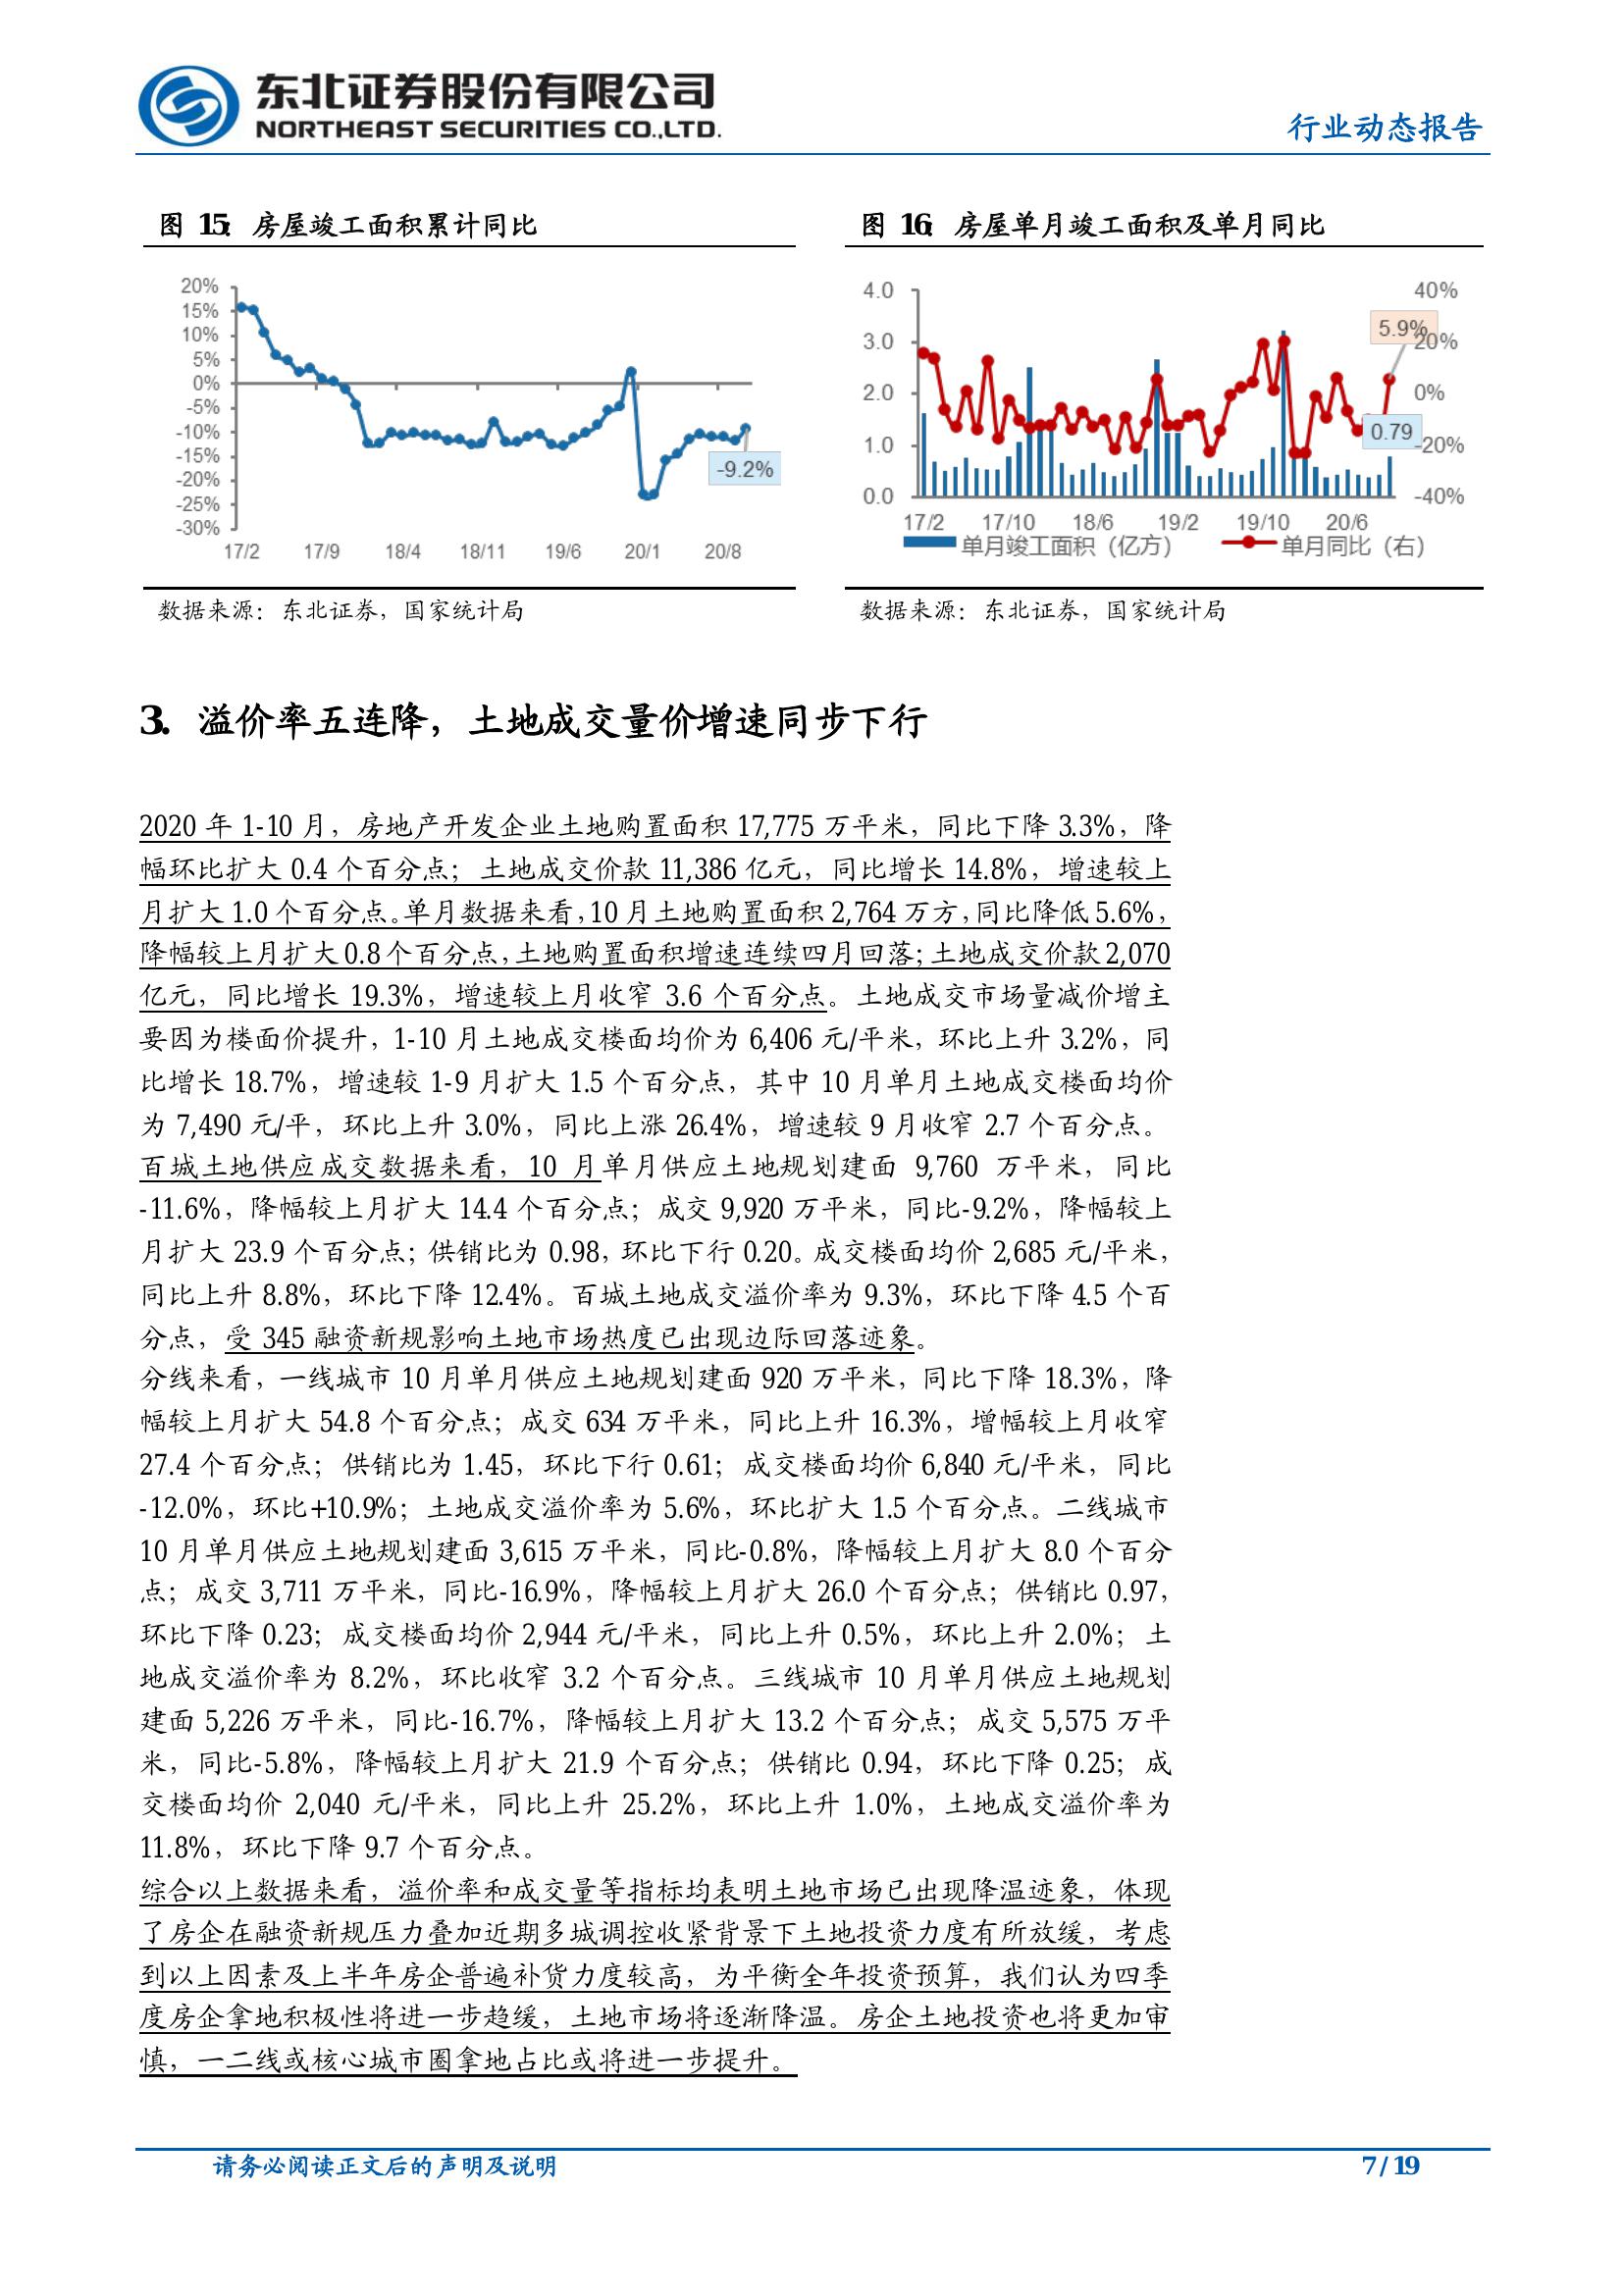 东北证券股份有限公司
NORTHEAST SECURITIES CO.,LTD.
行业动态报告
图 15：房屋竣工面积累计同比
20%
15%
10%
5%
0%
-5%
-10%
-15%
-20%
-25%
-30%
-9.2%
17/2 17/9 18/4 18/11 19/6 20/1 20/8
数据来源：东北证券，国家统计局
图 16：房屋单月竣工面积及单月同比
4.0
3.0
2.0
1.0
0.0
40%
20%
0%
-20%
-40%
5.9%
0.79
17/2 17/10 18/6 19/2 19/10 20/6
单月竣工面积（亿方） 单月同比（右）
数据来源：东北证券，国家统计局
3. 溢价率五连降，土地成交量价增速同步下行
2020 年 1-10 月，房地产开发企业土地购置面积 17,775 万平米，同比下降 3.3%，降
幅环比扩大 0.4 个百分点；土地成交价款 11,386 亿元，同比增长 14.8%，增速较上
月扩大 1.0 个百分点。单月数据来看，10 月土地购置面积 2,764 万方，同比降低 5.6%，
降幅较上月扩大 0.8 个百分点，土地购置面积增速连续四月回落；土地成交价款 2,070
亿元，同比增长 19.3%，增速较上月收窄 3.6 个百分点。土地成交市场量减价增主
要因为楼面价提升，1-10 月土地成交楼面均价为 6,406 元/平米，环比上升 3.2%，同
比增长 18.7%，增速较 1-9 月扩大 1.5 个百分点，其中 10 月单月土地成交楼面均价
为 7,490 元/平，环比上升 3.0%，同比上涨 26.4%，增速较 9 月收窄 2.7 个百分点。
百城土地供应成交数据来看，10 月单月供应土地规划建面 9,760 万平米，同比
-11.6%，降幅较上月扩大 14.4 个百分点；成交 9,920 万平米，同比-9.2%，降幅较上
月扩大 23.9 个百分点；供销比为 0.98，环比下行 0.20。成交楼面均价 2,685 元/平米，
同比上升 8.8%，环比下降 12.4%。百城土地成交溢价率为 9.3%，环比下降 4.5 个百
分点，受 345 融资新规影响土地市场热度已出现边际回落迹象。
分线来看，一线城市 10 月单月供应土地规划建面 920 万平米，同比下降 18.3%，降
幅较上月扩大 54.8 个百分点；成交 634 万平米，同比上升 16.3%，增幅较上月收窄
27.4 个百分点；供销比为 1.45，环比下行 0.61；成交楼面均价 6,840 元/平米，同比
-12.0%，环比+10.9%；土地成交溢价率为 5.6%，环比扩大 1.5 个百分点。二线城市
10 月单月供应土地规划建面 3,615 万平米，同比-0.8%，降幅较上月扩大 8.0 个百分
点；成交 3,711 万平米，同比-16.9%，降幅较上月扩大 26.0 个百分点；供销比 0.97，
环比下降 0.23；成交楼面均价 2,944 元/平米，同比上升 0.5%，环比上升 2.0%；土
地成交溢价率为 8.2%，环比收窄 3.2 个百分点。三线城市 10 月单月供应土地规划
建面 5,226 万平米，同比-16.7%，降幅较上月扩大 13.2 个百分点；成交 5,575 万平
米，同比-5.8%，降幅较上月扩大 21.9 个百分点；供销比 0.94，环比下降 0.25；成
交楼面均价 2,040 元/平米，同比上升 25.2%，环比上升 1.0%，土地成交溢价率为
11.8%，环比下降 9.7 个百分点。
综合以上数据来看，溢价率和成交量等指标均表明土地市场已出现降温迹象，体现
了房企在融资新规压力叠加近期多城调控收紧背景下土地投资力度有所放缓，考虑
到以上因素及上半年房企普遍补货力度较高，为平衡全年投资预算，我们认为四季
度房企拿地积极性将进一步趋缓，土地市场将逐渐降温。房企土地投资也将更加审
慎，一二线或核心城市圈拿地占比或将进一步提升。
请务必阅读正文后的声明及说明
7 / 19